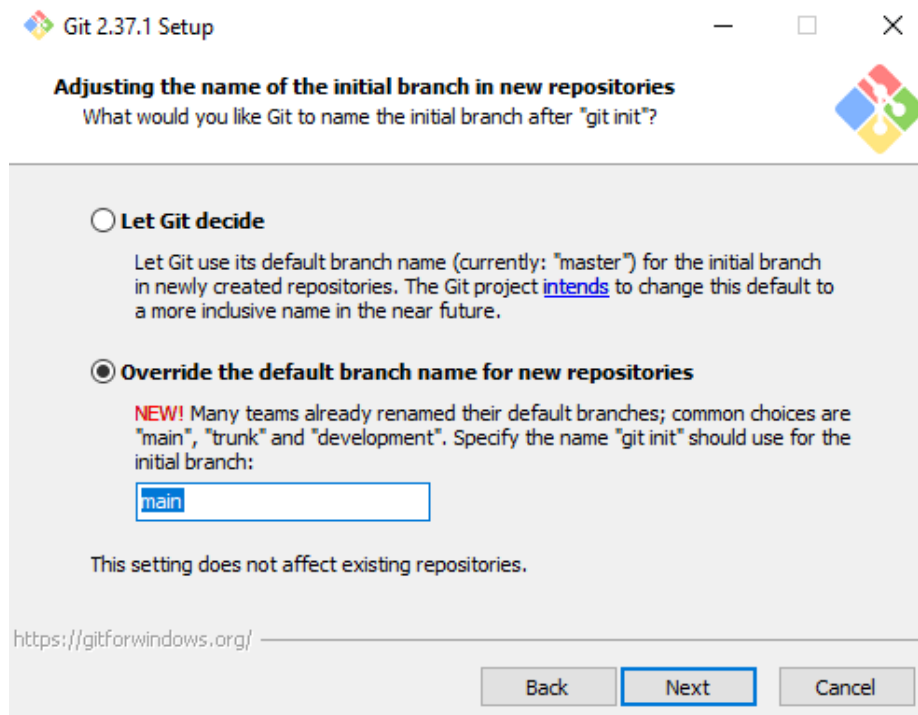 Git 2.37.1 Setup
Adjusting the name of the initial branch in new repositories
What would you like Git to name the initial branch after "git init"?
Let Git decide
Let Git use its default branch name (currently: "master") for the initial branch
in newly created repositories. The Git project intends to change this default to
a more inclusive name in the near future.
Override the default branch name for new repositories
NEW! Many teams already renamed their default branches; common choices are
"main", "trunk" and "development". Specify the name "git init" should use for the
initial branch:
main
This setting does not affect existing repositories.
https://gitforwindows.org/
Back Next Cancel